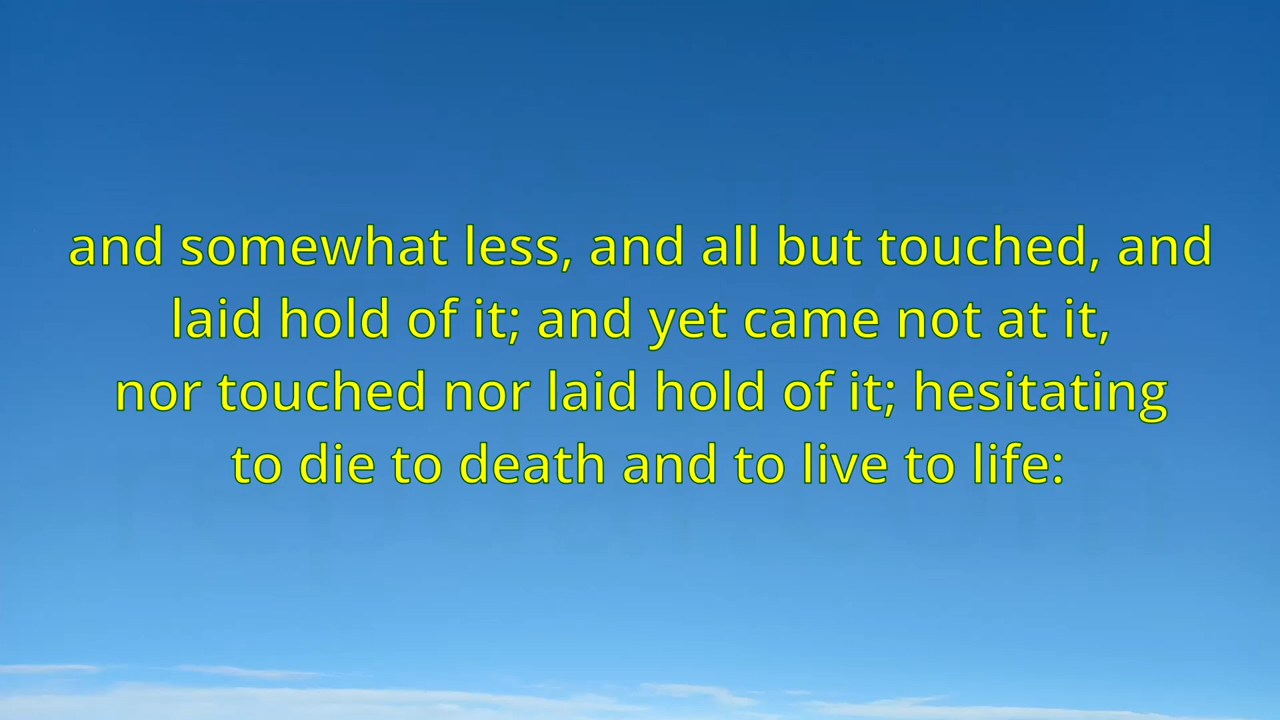 and somewhat less, and all but touched, and
laid hold of it; and yet came not at it,
nor touched nor laid hold of it; hesitating
to die to death and to live to life: